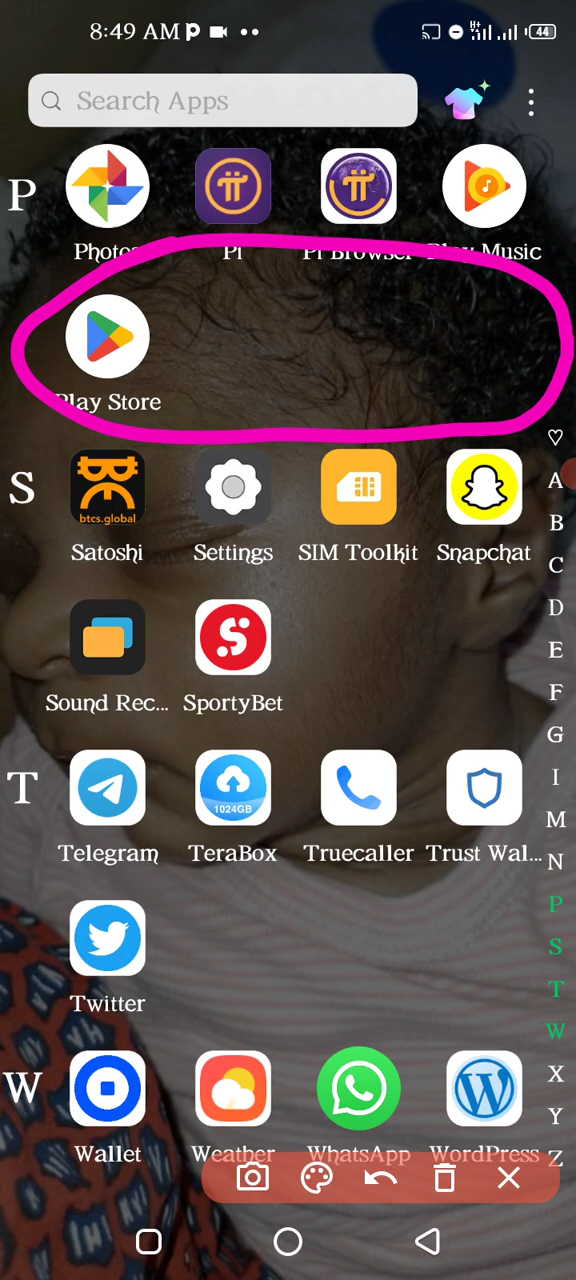 8:49 AM
H+
44
Search Apps
P
Photos Pi Pi Browser Play Music
Play Store
S
btcs.global
Satoshi Settings SIM Toolkit Snapchat
Sound Rec... SportyBet
T
1024GB
Telegram TeraBox Truecaller Trust Wal...
Twitter
W
Wallet Weather WhatsApp WordPress
♡
A
B
C
D
E
F
G
I
M
N
P
S
T
W
X
Y
Z